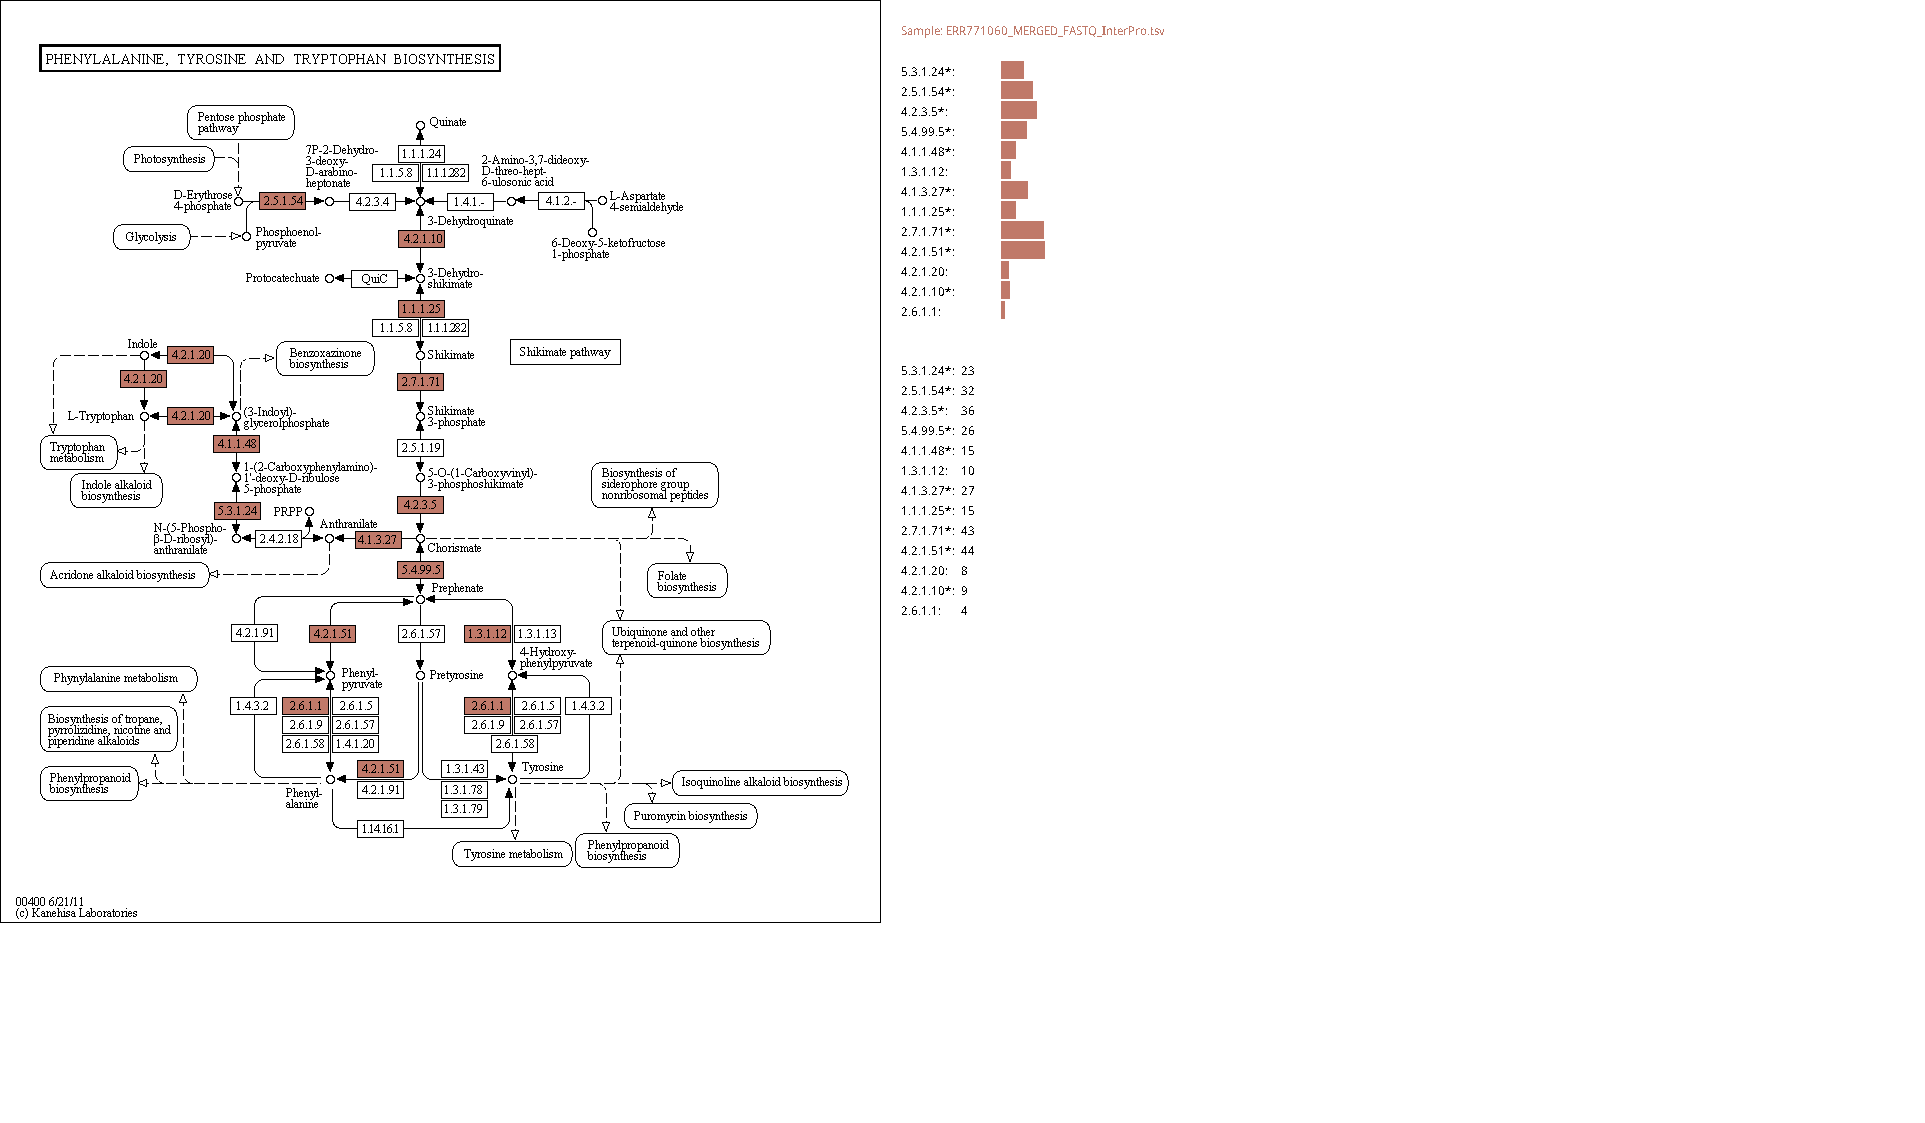 PHENYLALANINE, TYROSINE AND TRYPTOPHAN BIOSYNTHESIS
Pentose phosphate
pathway
Photosynthesis
D-Erythrose
4-phosphate
2.5.1.54
Glycolysis
Phosphoenol-
pyruvate
7P-2-Dehydro-
3-deoxy-
D-arabino-
heptonate
4.2.3.4
Quinate
1.1.1.24
1.1.5.8
1.1.1.282
2-Amino-3,7-dideoxy-
D-threo-hept-
6-ulosonic acid
1.4.1.-
4.1.2.-
L-Aspartate
4-semialdehyde
6-Deoxy-5-ketofructose
1-phosphate
3-Dehydroquinate
4.2.1.10
Protocatechuate
QuiC
3-Dehydro-
shikimate
1.1.1.25
1.1.5.8
1.1.1.282
Shikimate
Shikimate pathway
2.7.1.71
Shikimate
3-phosphate
2.5.1.19
5-O-(1-Carboxyvinyl)-
3-phosphoshikimate
4.2.3.5
Indole
4.2.1.20
Benzoxazinone
biosynthesis
4.2.1.20
L-Tryptophan
4.2.1.20
(3-Indoyl)-
glycerolphosphate
Tryptophan
metabolism
4.1.1.48
Indole alkaloid
biosynthesis
1-(2-Carboxyphenylamino)-
1'-deoxy-D-ribulose
5-phosphate
5.3.1.24
PRPP
N-(5-Phospho-
β-D-ribosyl)-
anthranilate
2.4.2.18
Anthranilate
4.1.3.27
Chorismate
Biosynthesis of
siderophore group
nonribosomal peptides
Acridone alkaloid biosynthesis
5.4.99.5
Folate
biosynthesis
Prephenate
4.2.1.91
4.2.1.51
2.6.1.57
1.3.1.12
1.3.1.13
Ubiquinone and other
terpenoid-quinone biosynthesis
4-Hydroxy-
phenylpyruvate
Phenyl-
pyruvate
Pretyrosine
Phynylalanine metabolism
1.4.3.2
2.6.1.1
2.6.1.5
2.6.1.9
2.6.1.57
2.6.1.58
1.4.1.20
2.6.1.1
2.6.1.5
1.4.3.2
2.6.1.9
2.6.1.57
2.6.1.58
Biosynthesis of tropane,
pyrrolizidine, nicotine and
piperidine alkaloids
Phenylpropanoid
biosynthesis
Phenyl-
alanine
4.2.1.51
4.2.1.91
1.3.1.43
1.3.1.78
1.3.1.79
Tyrosine
1.14.16.1
Isoquinoline alkaloid biosynthesis
Puromycin biosynthesis
Tyrosine metabolism
Phenylpropanoid
biosynthesis
00400 6/21/11
(c) Kanehisa Laboratories
Sample: ERR771060_MERGED_FASTQ_InterPro.tsv
5.3.1.24*:
2.5.1.54*:
4.2.3.5*:
5.4.99.5*:
4.1.1.48*:
1.3.1.12:
4.1.3.27*:
1.1.1.25*:
2.7.1.71*:
4.2.1.51*:
4.2.1.20:
4.2.1.10*:
2.6.1.1:
5.3.1.24*: 23
2.5.1.54*: 32
4.2.3.5*: 36
5.4.99.5*: 26
4.1.1.48*: 15
1.3.1.12: 10
4.1.3.27*: 27
1.1.1.25*: 15
2.7.1.71*: 43
4.2.1.51*: 44
4.2.1.20: 8
4.2.1.10*: 9
2.6.1.1: 4